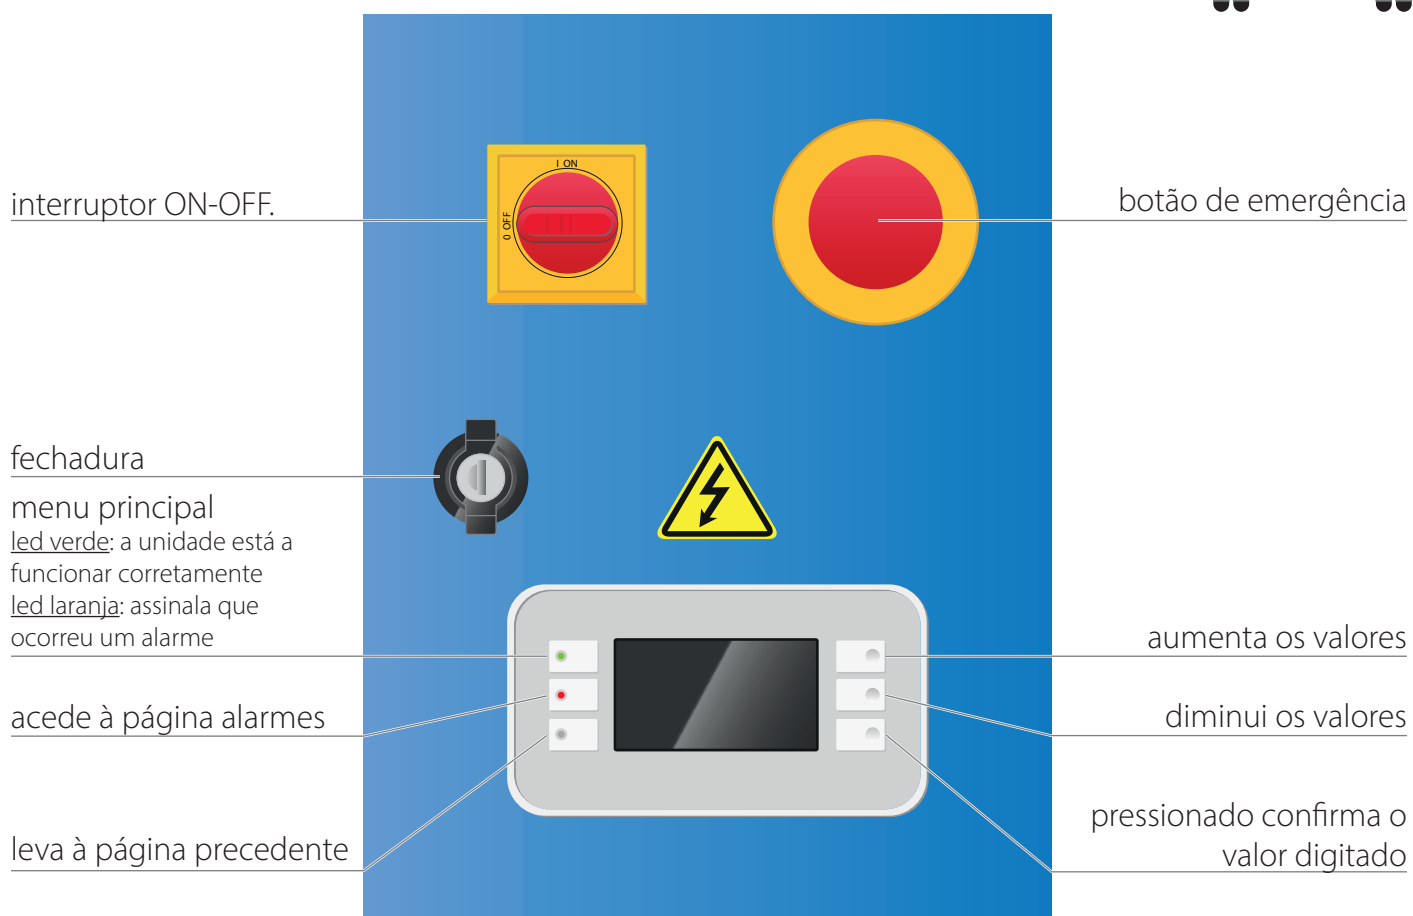 interruptor ON-OFF.
I ON
0 OFF
botão de emergência
fechadura
menu principal
led verde: a unidade está a
funcionar corretamente
led laranja: assinala que
ocorreu um alarme
acede à página alarmes
leva à página precedente
aumenta os valores
diminui os valores
pressionado confirma o
valor digitado